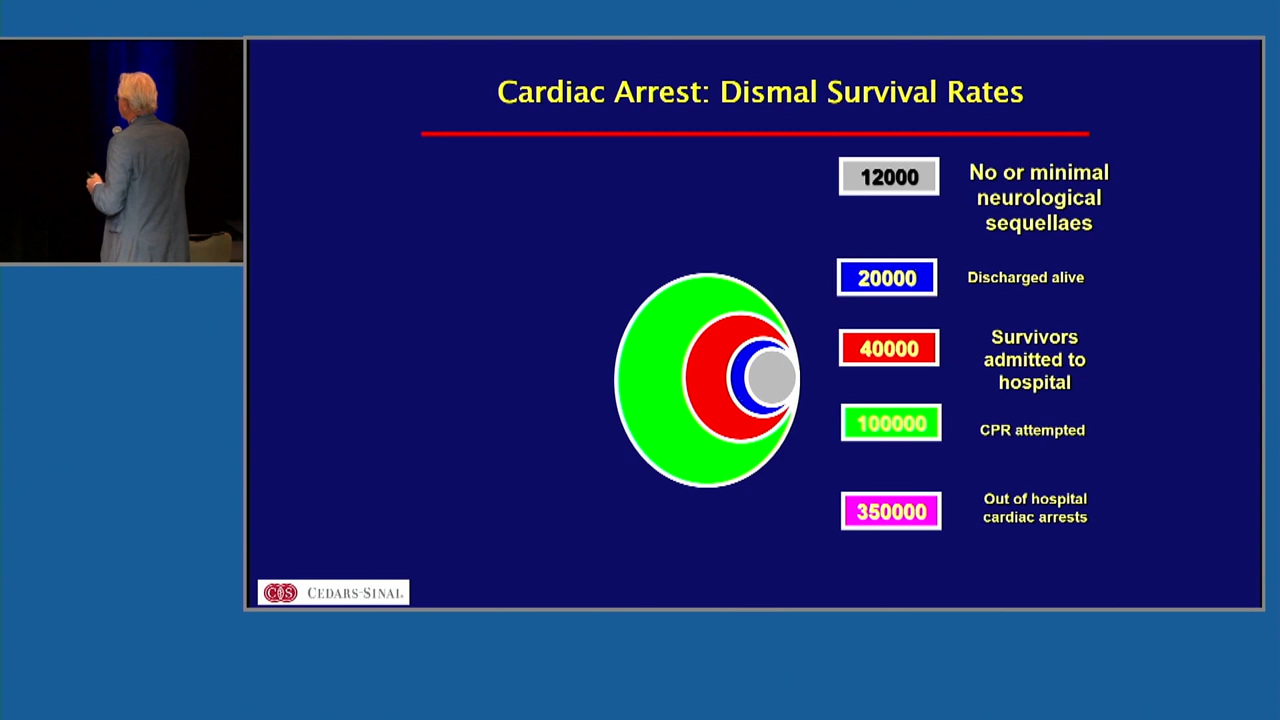 Cardiac Arrest: Dismal Survival Rates
12000
No or minimal
neurological
sequellaes
20000
Discharged alive
40000
Survivors
admitted to
hospital
100000
CPR attempted
350000
Out of hospital
cardiac arrests
CEDARS-SINAI